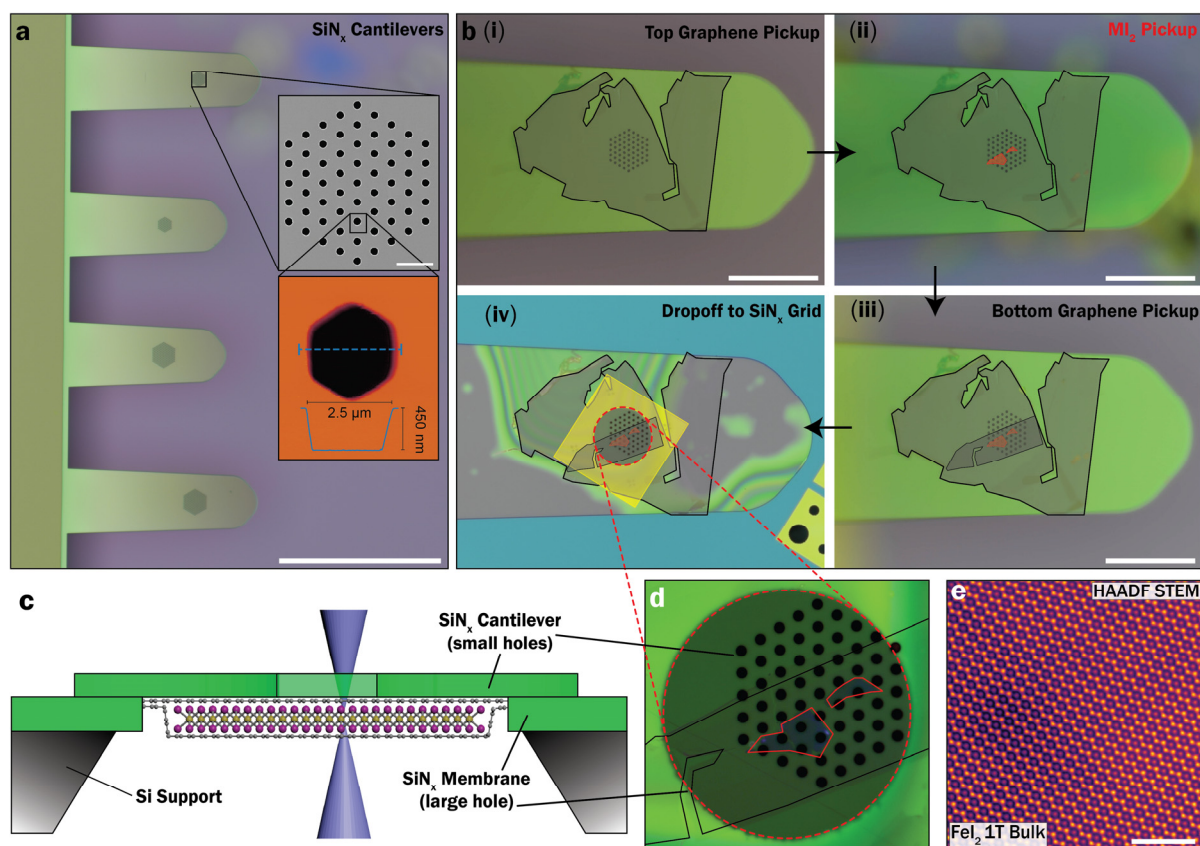 a
SiNx Cantilevers
2.5 µm
450 nm
b (i)
Top Graphene Pickup
(ii)
MI2 Pickup
(iv)
Dropoff to SiNx Grid
(iii)
Bottom Graphene Pickup
c
SiNx Cantilever
(small holes)
Si Support
SiNx Membrane
(large hole)
d
e
HAADF STEM
FeI2 1T Bulk